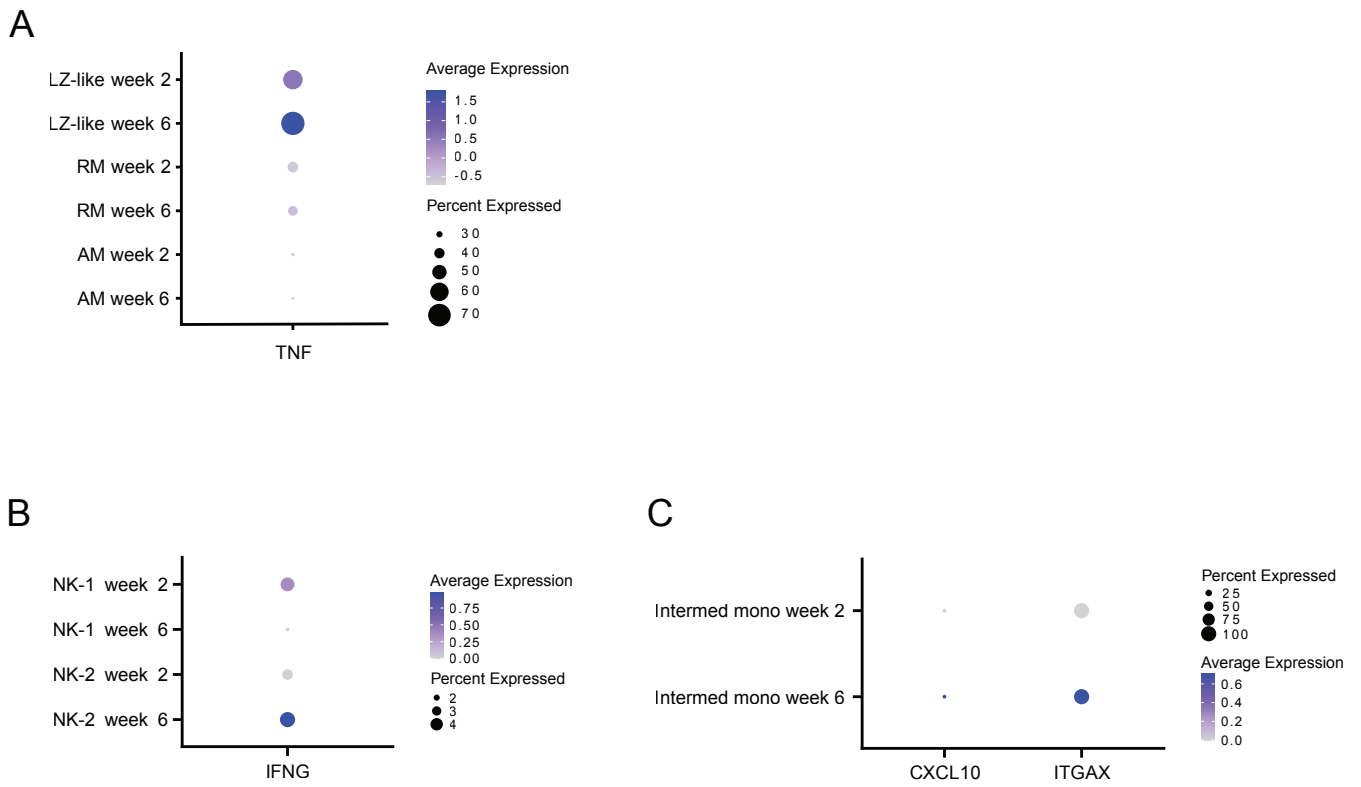 A
LZ-like week 2
LZ-like week 6
RM week 2
RM week 6
AM week 2
AM week 6
TNF
Average Expression
1.5
1.0
0.5
0.0
-0.5
Percent Expressed
30
40
50
60
70
B
NK-1 week 2
NK-1 week 6
NK-2 week 2
NK-2 week 6
IFNG
Average Expression
0.75
0.50
0.25
0.00
Percent Expressed
2
3
4
C
Intermed mono week 2
Intermed mono week 6
CXCL10 ITGAX
Percent Expressed
25
50
75
100
Average Expression
0.6
0.4
0.2
0.0